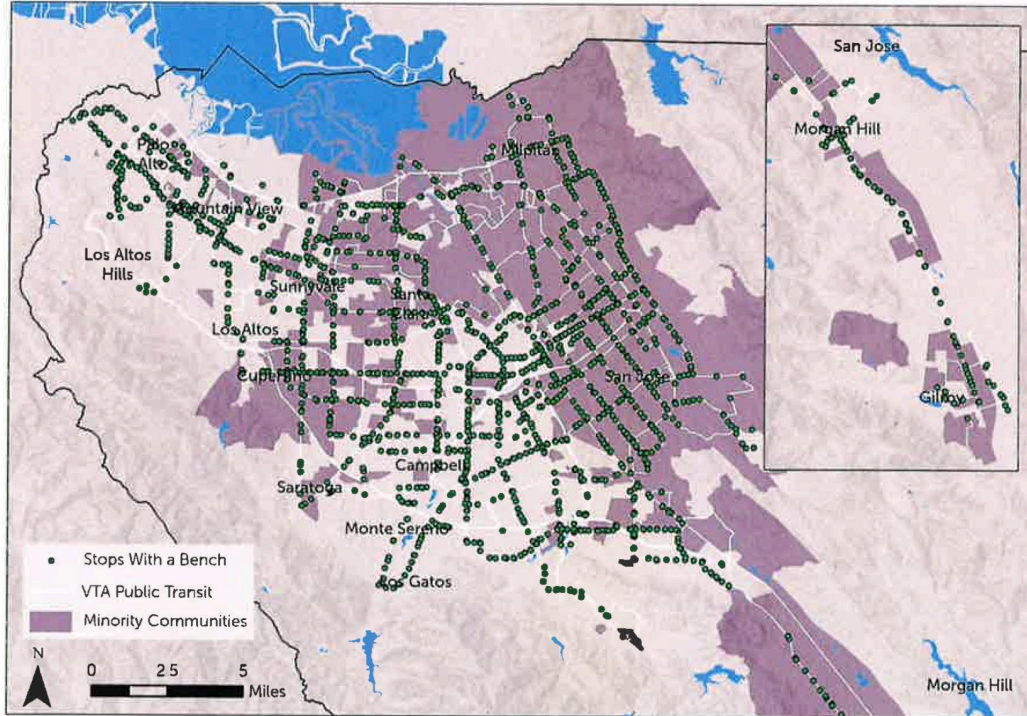 San Jose
Morgan Hill
Milpitas
Palo
Alto
Mountain View
Los Altos
Hills
Sunnyvale
Santa
Clara
Los Altos
Cupertino
San Jose
Gilroy
Campbell
Saratoga
Monte Sereno
Los Gatos
Stops With a Bench
VTA Public Transit
Minority Communities
N
0 2.5 5
Miles
Morgan Hill